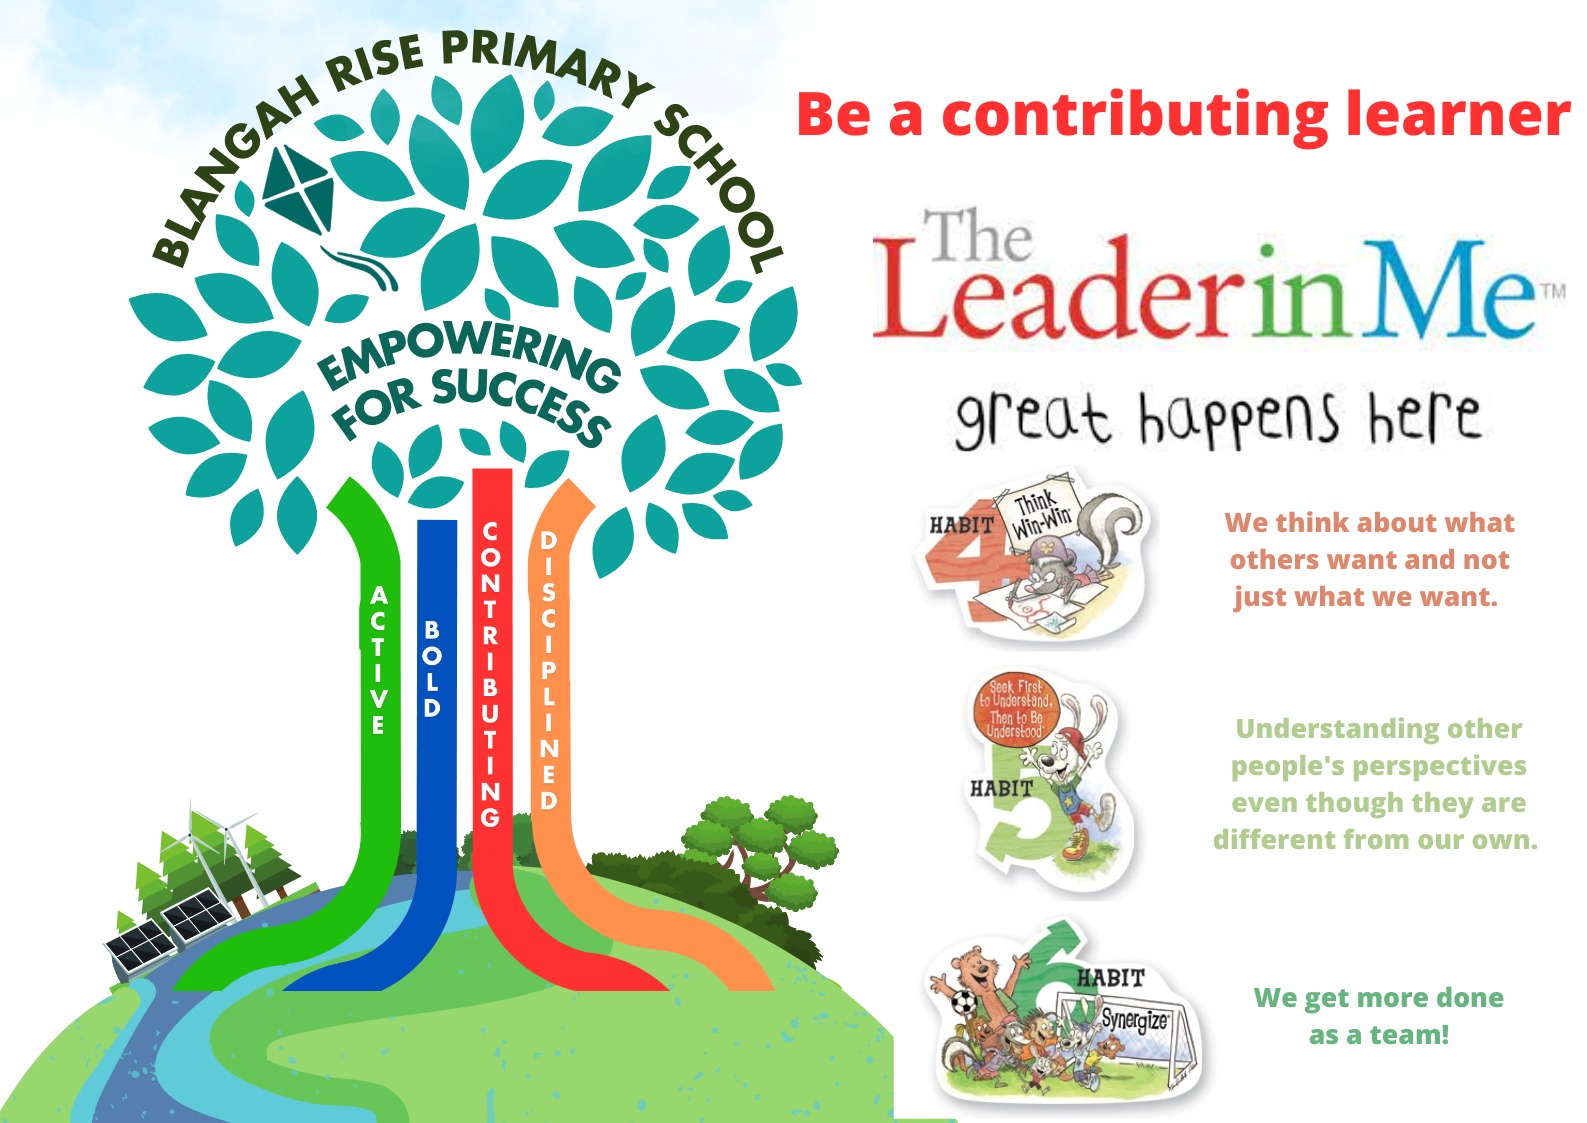 BLANGAH RISE PRIMARY SCHOOL
EMPOWERING
FOR SUCCESS
ACTIVE
BOLD
CONTRIBUTING
DISCIPLINED
Be a contributing learner
The
Leader in Me™
great happens here
HABIT 4
Think
Win-Win
We think about what
others want and not
just what we want.
Seek First
to Understand,
Then to Be
Understood
HABIT 5
Understanding other
people's perspectives
even though they are
different from our own.
HABIT 6
Synergize
We get more done
as a team!